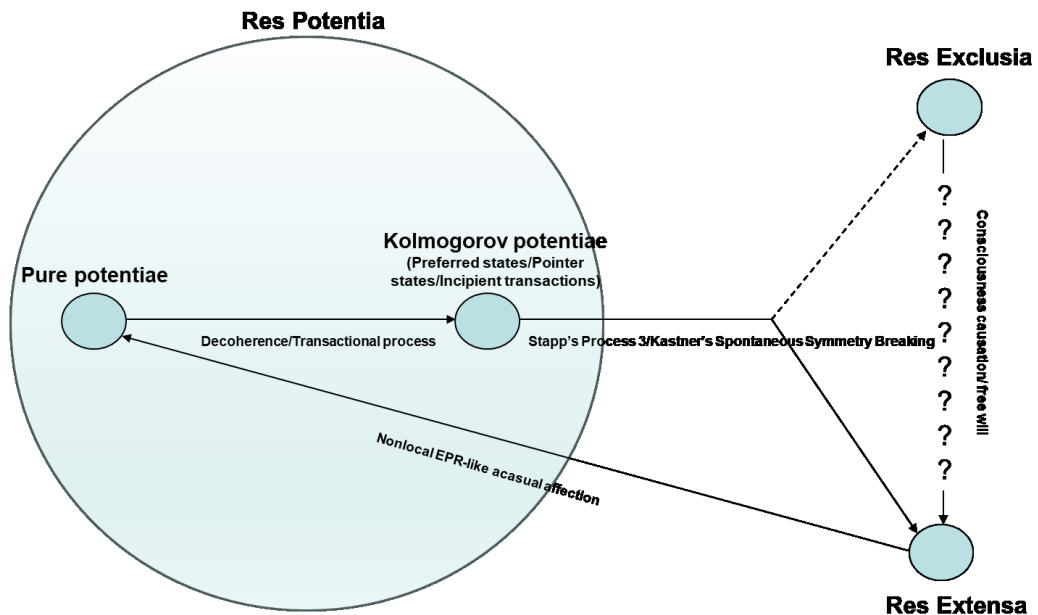 Res Potentia
Res Exclusia
Kolmogorov potentiae
(Preferred states/Pointer
states/Incipient transactions)
Pure potentiae
Decoherence/Transactional process
Stapp's Process 3/Kastner's Spontaneous Symmetry Breaking
Nonlocal EPR-like acasual affection
?
?
?
?
?
?
?
?
?
Consciousness causation/free will
Res Extensa